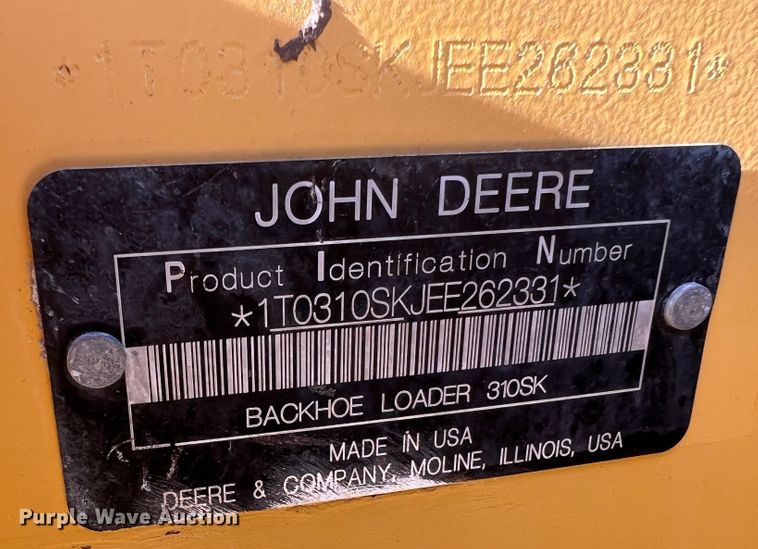 *1T0310SKJEE262331*
JOHN DEERE
Product Identification Number
*1T0310SKJEE262331*
BACKHOE LOADER 310SK
MADE IN USA
DEERE & COMPANY, MOLINE, ILLINOIS, USA
Purple Wave Auction